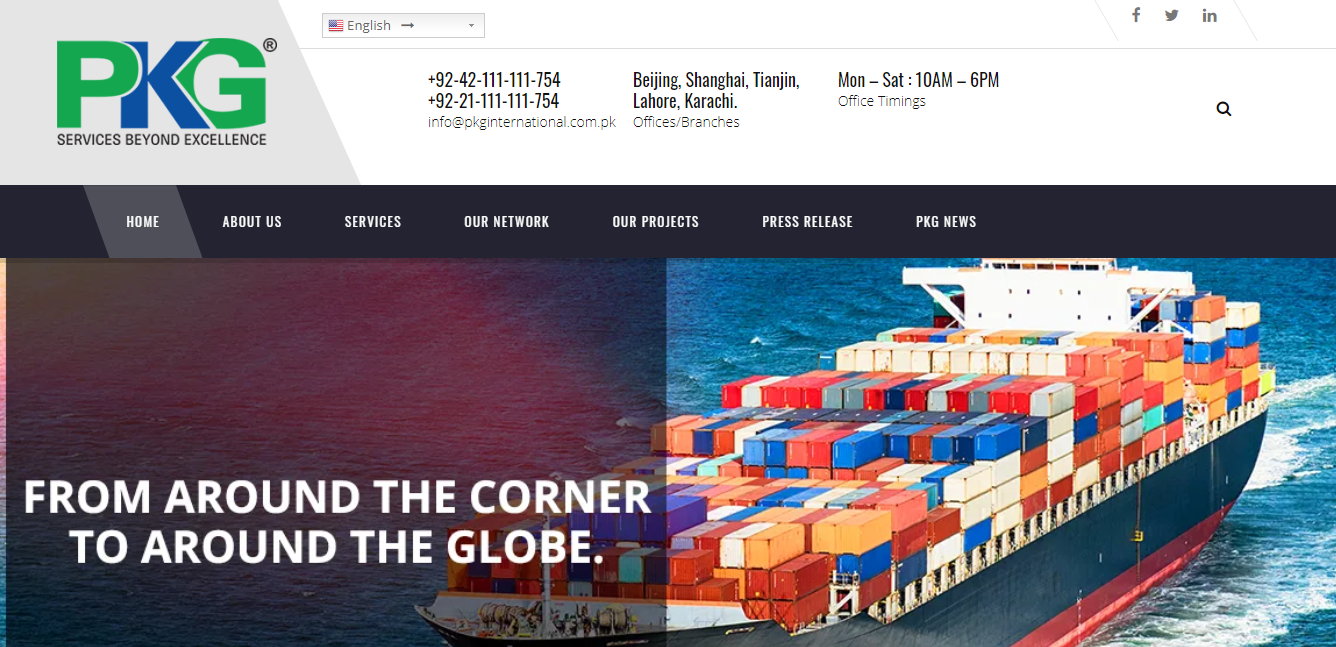 English
PKG®
SERVICES BEYOND EXCELLENCE
+92-42-111-111-754
+92-21-111-111-754
info@pkginternational.com.pk
Beijing, Shanghai, Tianjin,
Lahore, Karachi.
Offices/Branches
Mon – Sat : 10AM – 6PM
Office Timings
HOME
ABOUT US
SERVICES
OUR NETWORK
OUR PROJECTS
PRESS RELEASE
PKG NEWS
FROM AROUND THE CORNER
TO AROUND THE GLOBE.